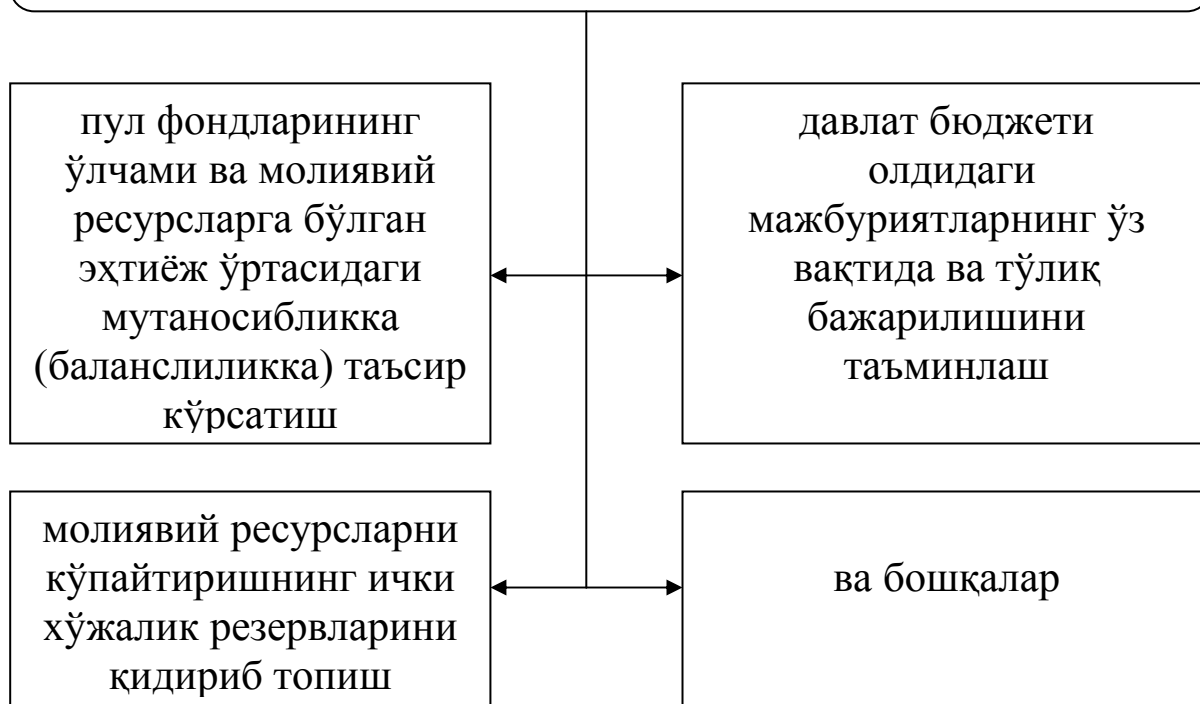 пул фондларининг
ўлчами ва молиявий
ресурсларга бўлган
эҳтиёж ўртасидаги
мутаносибликка
(баланслиликка) таъсир
кўрсатиш
давлат бюджети
олдидаги
мажбуриятларнинг ўз
вақтида ва тўлиқ
бажарилишини
таъминлаш
молиявий ресурсларни
кўпайтиришнинг ички
хўжалик резервларини
қидириб топиш
ва бошқалар